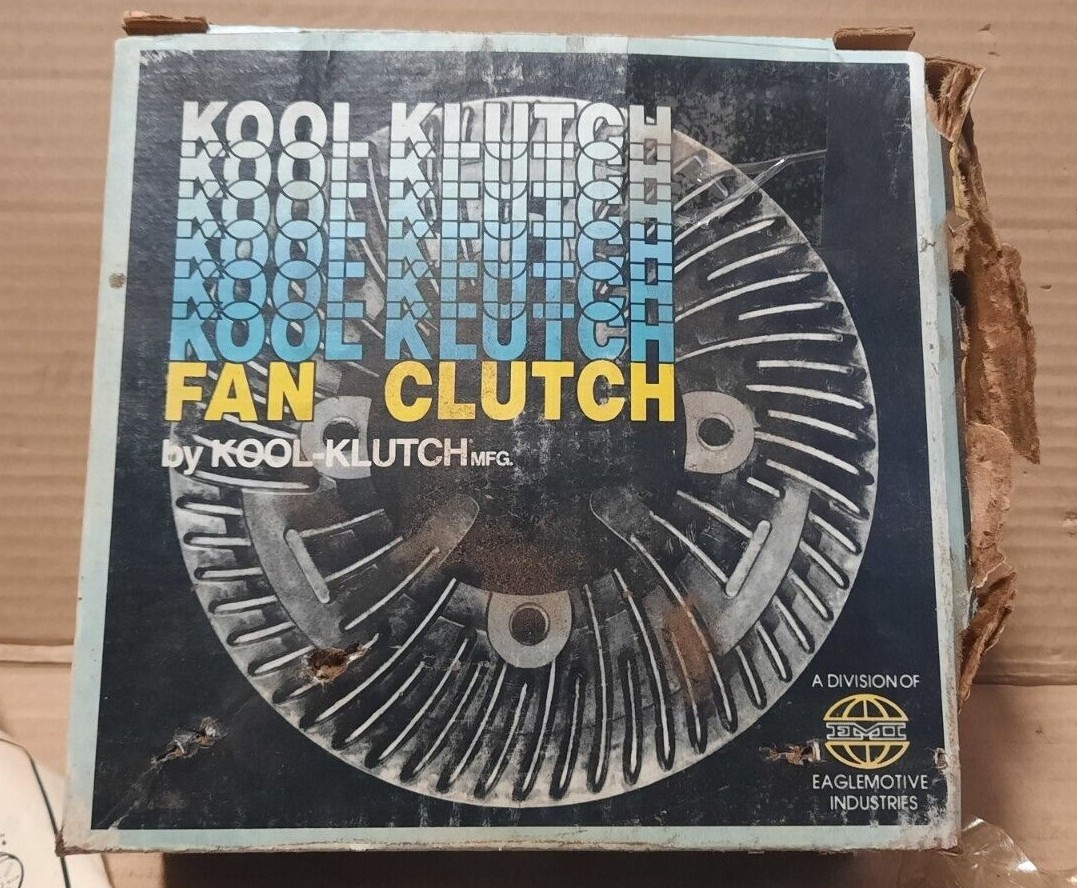 KOOL KLUTCH
KOOL KLUTCH
KOOL KLUTCH
KOOL KLUTCH
KOOL KLUTCH
KOOL KLUTCH
FAN CLUTCH
by KOOL-KLUTCH MFG.
A DIVISION OF
EMI
EAGLEMOTIVE
INDUSTRIES